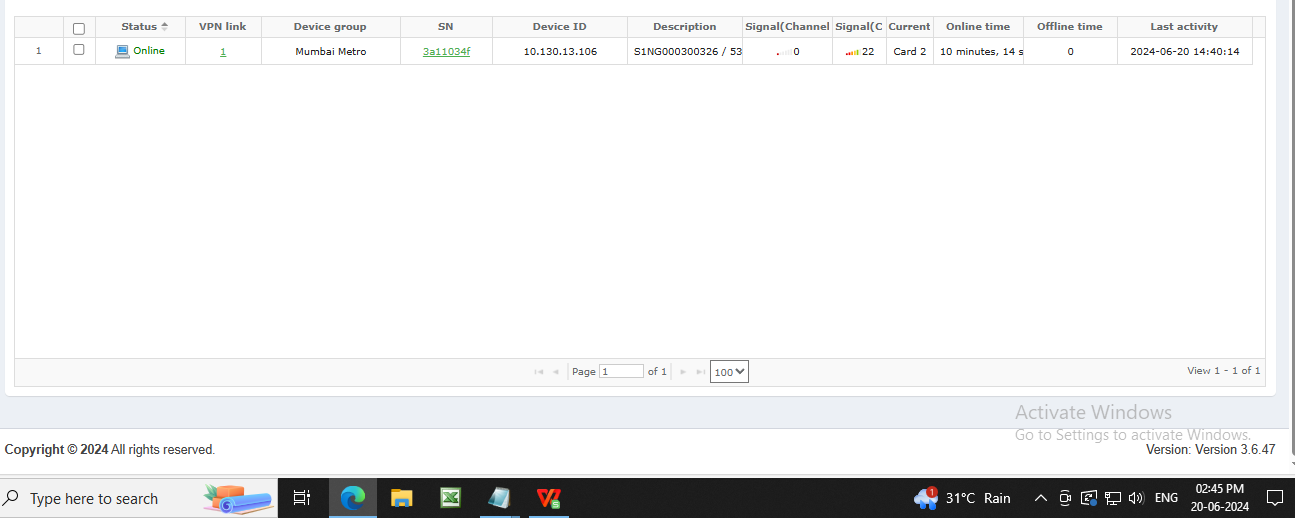 Status VPN link Device group SN Device ID Description Signal(Channel Signal(C Current Online time Offline time Last activity
1 Online 1 Mumbai Metro 3a11034f 10.130.13.106 S1NG000300326 / 53 0 22 Card 2 10 minutes, 14 s 0 2024-06-20 14:40:14
Page 1 of 1 100 View 1 - 1 of 1
Activate Windows
Go to Settings to activate Windows.
Copyright © 2024 All rights reserved. Version: Version 3.6.47
Type here to search 1 31°C Rain ENG 02:45 PM
20-06-2024